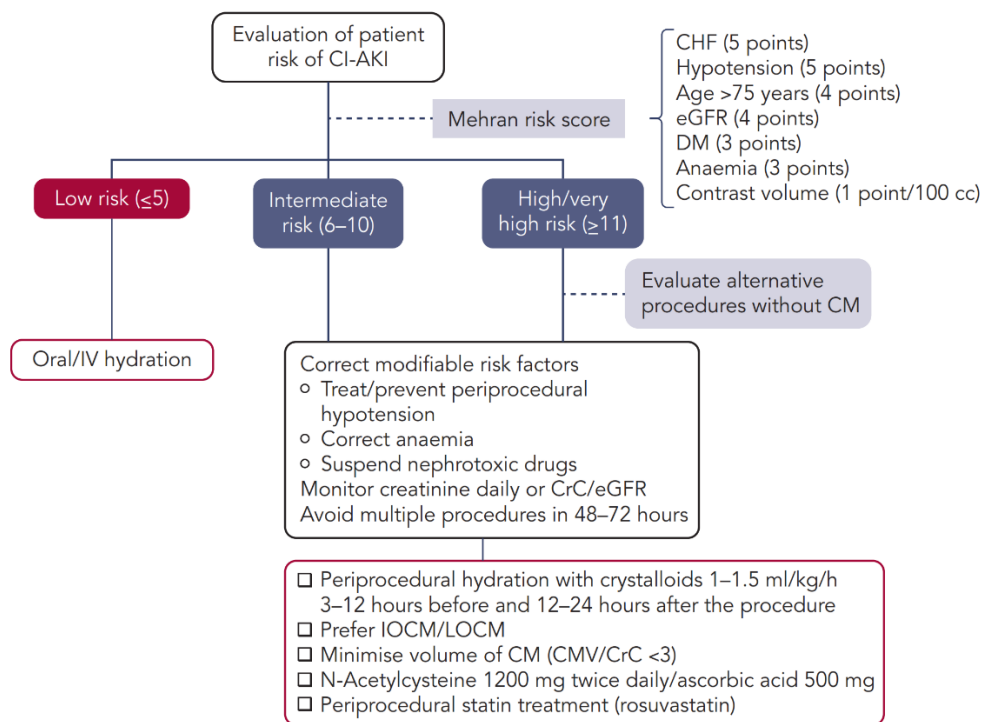 Evaluation of patient
risk of CI-AKI
Mehran risk score
CHF (5 points)
Hypotension (5 points)
Age >75 years (4 points)
eGFR (4 points)
DM (3 points)
Anaemia (3 points)
Contrast volume (1 point/100 cc)
Low risk (≤5)
Intermediate
risk (6–10)
High/very
high risk (≥11)
Evaluate alternative
procedures without CM
Oral/IV hydration
Correct modifiable risk factors
Treat/prevent periprocedural
hypotension
Correct anaemia
Suspend nephrotoxic drugs
Monitor creatinine daily or CrC/eGFR
Avoid multiple procedures in 48–72 hours
Periprocedural hydration with crystalloids 1–1.5 ml/kg/h
3–12 hours before and 12–24 hours after the procedure
Prefer IOCM/LOCM
Minimise volume of CM (CMV/CrC <3)
N-Acetylcysteine 1200 mg twice daily/ascorbic acid 500 mg
Periprocedural statin treatment (rosuvastatin)